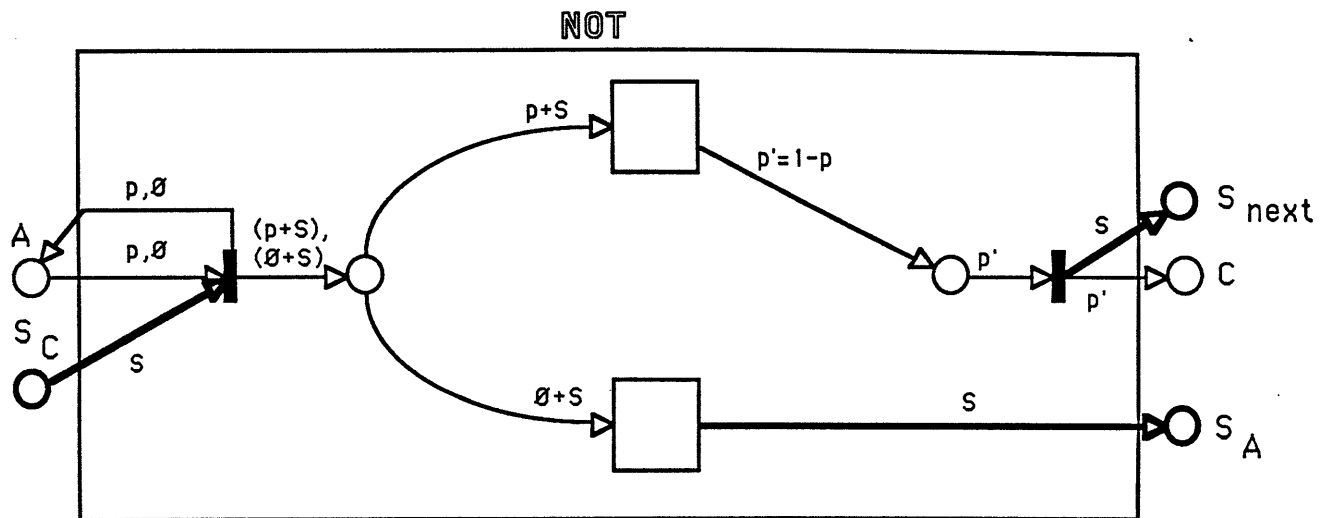 NOT
p+S
p'=1-p
p,Ø
S next
A
p,Ø
(p+S),
(Ø+S)
s
p'
C
p'
S C
s
Ø+S
S
S A